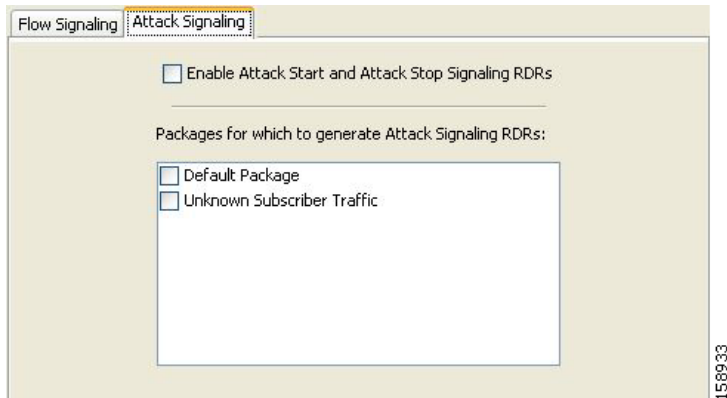 Flow Signaling
Attack Signaling
Enable Attack Start and Attack Stop Signaling RDRs
Packages for which to generate Attack Signaling RDRs:
Default Package
Unknown Subscriber Traffic
158933